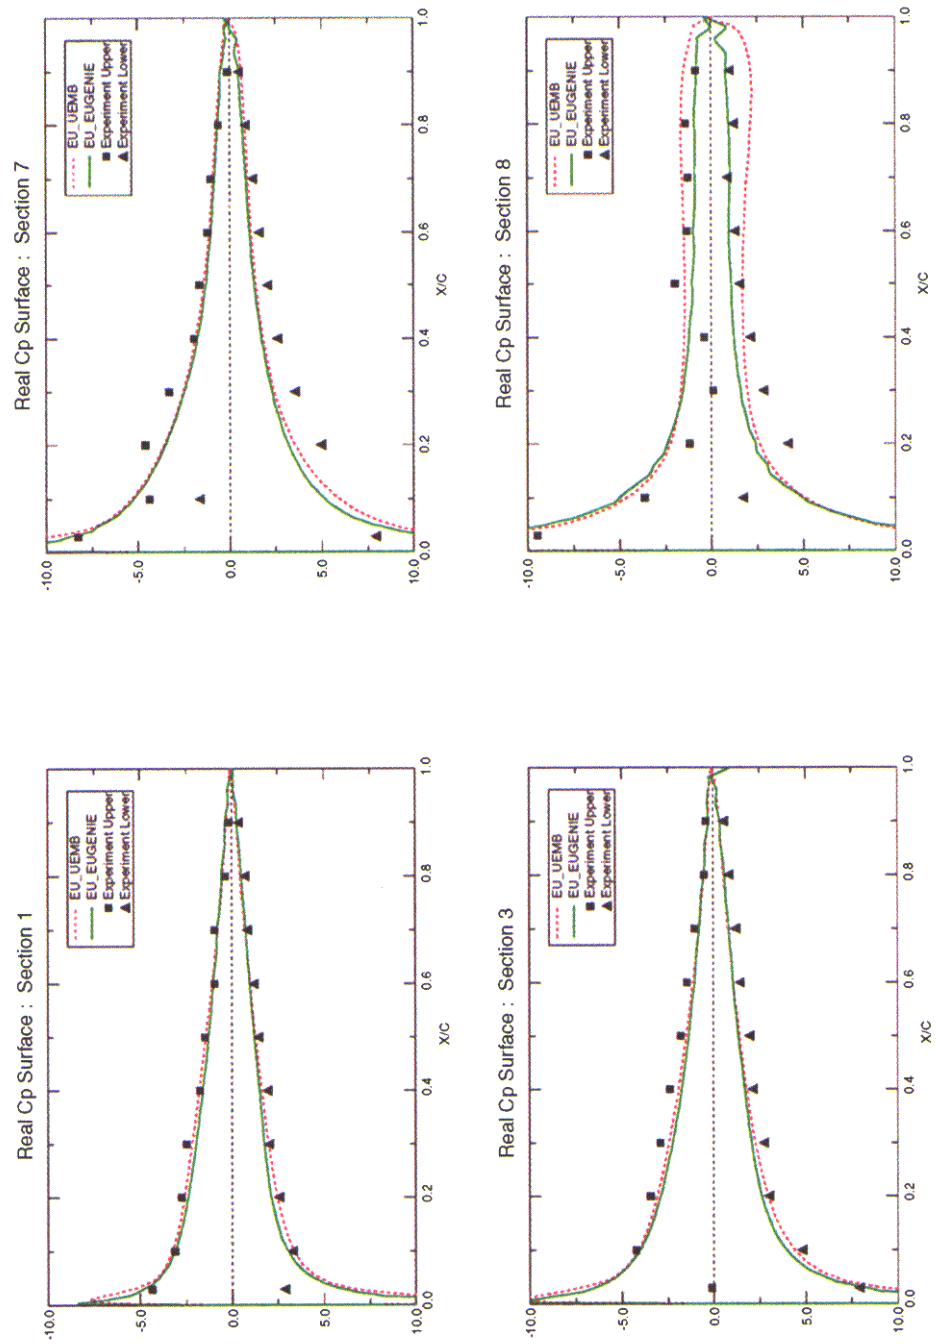 Real Cp Surface : Section 1
-10.0
-5.0
0.0
5.0
10.0
0.0
0.2
0.4
0.6
0.8
1.0
X/C
EU_UEMB
EU_EUGENIE
Experiment Upper
Experiment Lower
Real Cp Surface : Section 7
-10.0
-5.0
0.0
5.0
10.0
0.0
0.2
0.4
0.6
0.8
1.0
X/C
EU_UEMB
EU_EUGENIE
Experiment Upper
Experiment Lower
Real Cp Surface : Section 3
-10.0
-5.0
0.0
5.0
10.0
0.0
0.2
0.4
0.6
0.8
1.0
X/C
EU_UEMB
EU_EUGENIE
Experiment Upper
Experiment Lower
Real Cp Surface : Section 8
-10.0
-5.0
0.0
5.0
10.0
0.0
0.2
0.4
0.6
0.8
1.0
X/C
EU_UEMB
EU_EUGENIE
Experiment Upper
Experiment Lower